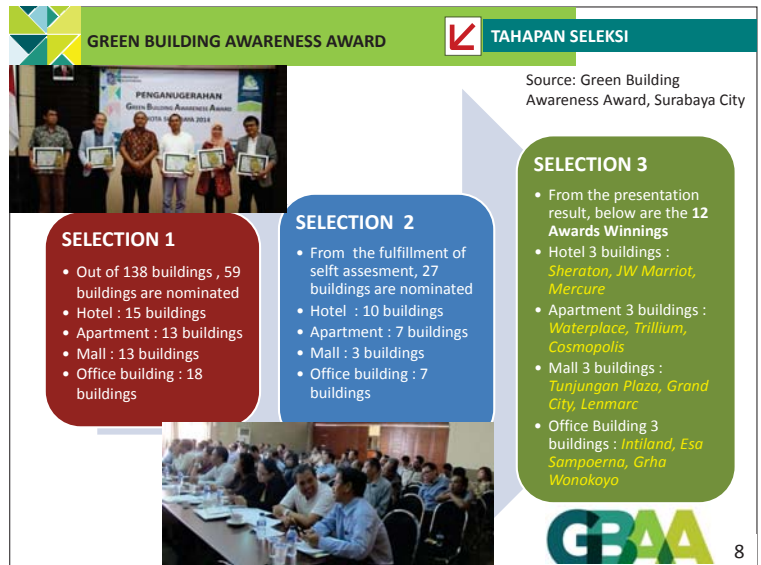 GREEN BUILDING AWARENESS AWARD
TAHAPAN SELEKSI
Source: Green Building
Awareness Award, Surabaya City
PENGANUGERAHAN
GREEN BUILDING AWARENESS AWARD
KOTA SURABAYA 2014
SELECTION 1
• Out of 138 buildings , 59
buildings are nominated
• Hotel : 15 buildings
• Apartment : 13 buildings
• Mall : 13 buildings
• Office building : 18
buildings
SELECTION 2
• From the fulfillment of
selft assesment, 27
buildings are nominated
• Hotel : 10 buildings
• Apartment : 7 buildings
• Mall : 3 buildings
• Office building : 7
buildings
SELECTION 3
• From the presentation
result, below are the 12
Awards Winnings
• Hotel 3 buildings :
Sheraton, JW Marriot,
Mercure
• Apartment 3 buildings :
Waterplace, Trillium,
Cosmopolis
• Mall 3 buildings :
Tunjungan Plaza, Grand
City, Lenmarc
• Office Building 3
buildings : Intiland, Esa
Sampoerna, Grha
Wonokoyo
GBAA
8